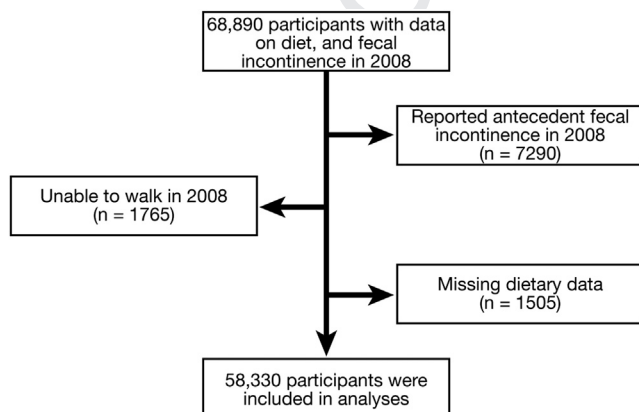 68,890 participants with data
on diet, and fecal
incontinence in 2008
Reported antecedent fecal
incontinence in 2008
(n = 7290)
Unable to walk in 2008
(n = 1765)
Missing dietary data
(n = 1505)
58,330 participants were
included in analyses